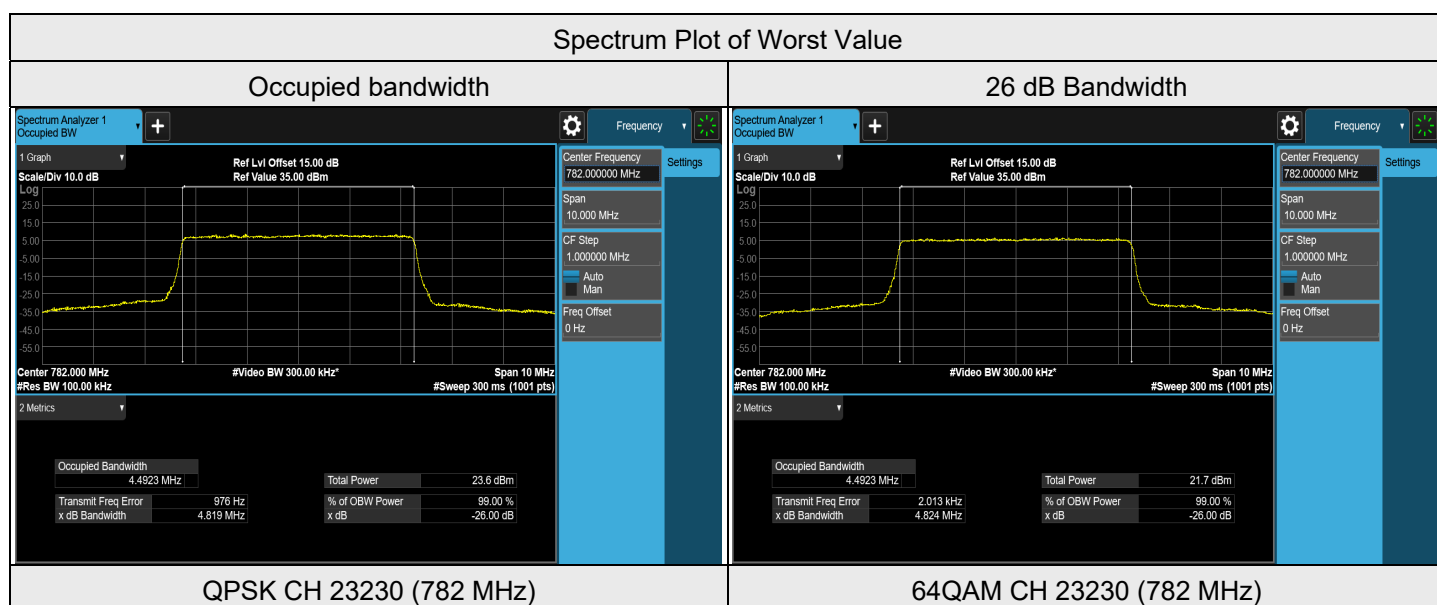 Spectrum Plot of Worst Value
Occupied bandwidth
26 dB Bandwidth
Spectrum Analyzer 1
Occupied BW
+
Frequency
1 Graph
Ref Lvl Offset 15.00 dB
Scale/Div 10.0 dB
Ref Value 35.00 dBm
Log
25.0
15.0
5.00
-5.00
-15.0
-25.0
-35.0
-45.0
-55.0
Center 782.000 MHz
#Video BW 300.00 kHz*
Span 10 MHz
#Res BW 100.00 kHz
#Sweep 300 ms (1001 pts)
Center Frequency
782.000000 MHz
Settings
Span
10.000 MHz
CF Step
1.000000 MHz
Auto
Man
Freq Offset
0 Hz
2 Metrics
Occupied Bandwidth
4.4923 MHz
Total Power 23.6 dBm
Transmit Freq Error 976 Hz
% of OBW Power 99.00 %
x dB Bandwidth 4.819 MHz
x dB -26.00 dB
QPSK CH 23230 (782 MHz)
Spectrum Analyzer 1
Occupied BW
+
Frequency
1 Graph
Ref Lvl Offset 15.00 dB
Scale/Div 10.0 dB
Ref Value 35.00 dBm
Log
25.0
15.0
5.00
-5.00
-15.0
-25.0
-35.0
-45.0
-55.0
Center 782.000 MHz
#Video BW 300.00 kHz*
Span 10 MHz
#Res BW 100.00 kHz
#Sweep 300 ms (1001 pts)
Center Frequency
782.000000 MHz
Settings
Span
10.000 MHz
CF Step
1.000000 MHz
Auto
Man
Freq Offset
0 Hz
2 Metrics
Occupied Bandwidth
4.4923 MHz
Total Power 21.7 dBm
Transmit Freq Error 2.013 kHz
% of OBW Power 99.00 %
x dB Bandwidth 4.824 MHz
x dB -26.00 dB
64QAM CH 23230 (782 MHz)